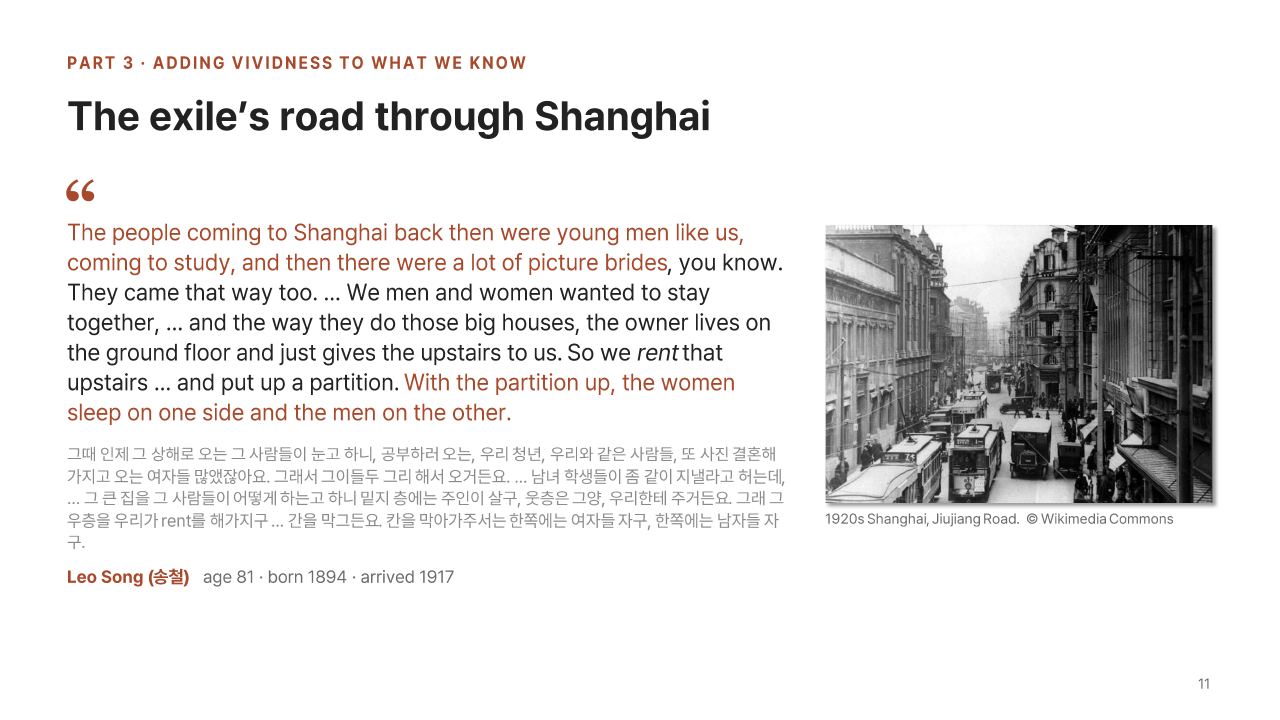 PART 3 · ADDING VIVIDNESS TO WHAT WE KNOW
The exile’s road through Shanghai
“
The people coming to Shanghai back then were young men like us,
coming to study, and then there were a lot of picture brides, you know.
They came that way too. ... We men and women wanted to stay
together, ... and the way they do those big houses, the owner lives on
the ground floor and just gives the upstairs to us. So we rent that
upstairs ... and put up a partition. With the partition up, the women
sleep on one side and the men on the other.
그때 인제 그 상해로 오는 그 사람들이 눈고 하니, 공부하러 오는, 우리 청년, 우리와 같은 사람들, 또 사진 결혼해
가지고 오는 여자들 많앴잖아요. 그래서 그이들두 그리 해서 오거든요. ... 남녀 학생들이 좀 같이 지낼라고 허는데,
... 그 큰 집을 그 사람들이 어떻게 하는고 하니 밑지 층에는 주인이 살구, 웃층은 그양, 우리한테 주거든요. 그래 그
우층을 우리가 rent를 해가지구 ... 간을 막그든요. 칸을 막아가주서는 한쪽에는 여자들 자구, 한쪽에는 남자들 자
구.
Leo Song (송철) age 81 · born 1894 · arrived 1917
1920s Shanghai, Jiujiang Road. © Wikimedia Commons
11